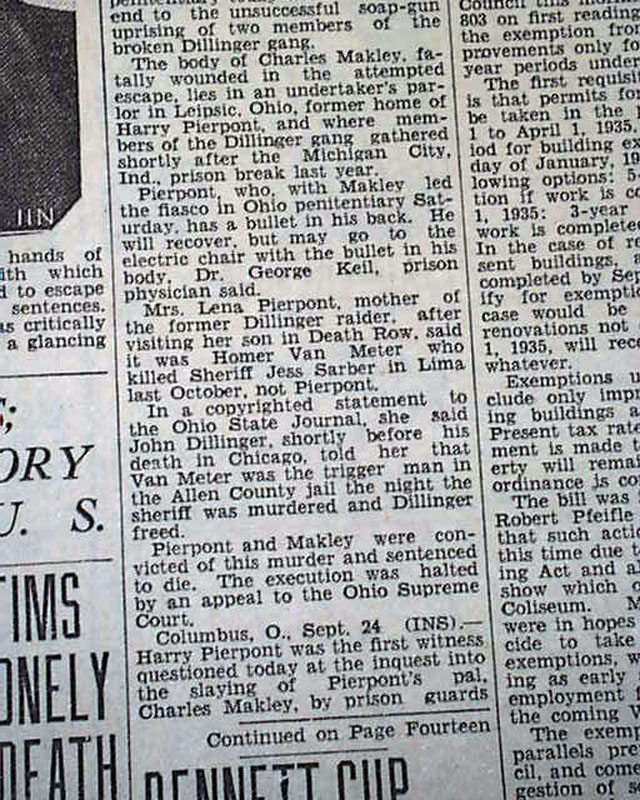 JIN
hands of
ith which
d to escape
sentences.
as critically
a glancing
ORY
U. S.
TIMS
ONELY
DEATH
end to the unsuccessful soap-gun
uprising of two members of the
broken Dillinger gang.
The body of Charles Makley, fa-
tally wounded in the attempted
escape, lies in an undertaker's par-
lor in Leipsic, Ohio, former home of
Harry Pierpont, and where mem-
bers of the Dillinger gang gathered
shortly after the Michigan City,
Ind., prison break last year.
Pierpont, who, with Makley led
the fiasco in Ohio penitentiary Sat-
urday, has a bullet in his back. He
will recover, but may go to the
electric chair with the bullet in his
body, Dr. George Keil, prison
physician said.
Mrs. Lena Pierpont, mother of
the former Dillinger raider, after
visiting her son in Death Row, said
it was Homer Van Meter who
killed Sheriff Jess Sarber in Lima
last October, not Pierpont.
In a copyrighted statement to
the Ohio State Journal, she said
John Dillinger, shortly before his
death in Chicago, told her that
Van Meter was the trigger man in
the Allen County jail the night the
sheriff was murdered and Dillinger
freed.
Pierpont and Makley were con-
victed of this murder and sentenced
to die. The execution was halted
by an appeal to the Ohio Supreme
Court.
Columbus, O., Sept. 24 (INS).—
Harry Pierpont was the first witness
questioned today at the inquest into
the slaying of Pierpont's pal,
Charles Makley, by prison guards
Continued on Page Fourteen
BENNETT CUP
Council this morni
803 on first reading
the exemption from
provements only for
year periods under
The first requisi
is that permits for
be taken in the
1 to April 1, 1935,
iod for building ex
day of January, 19
lowing options: 5-
tion if work is co
1, 1935: 3-year
work is complete
In the case of re
sent buildings, a
completed by Sep
ify for exemptio
case would be
renovations not
1, 1935, will rece
whatever.
Exemptions u
clude only impr
ing buildings a
Present tax rate
ment is made t
erty will remai
ordinance is co
The bill was
Robert Pfeifle
that such actio
this time due t
ing Act and al
show which o
Coliseum. M
were in hopes
cide to take
exemptions, w
ing as early
employment
the coming W
The exemp
parallels pre
cil, and come
gestion of s